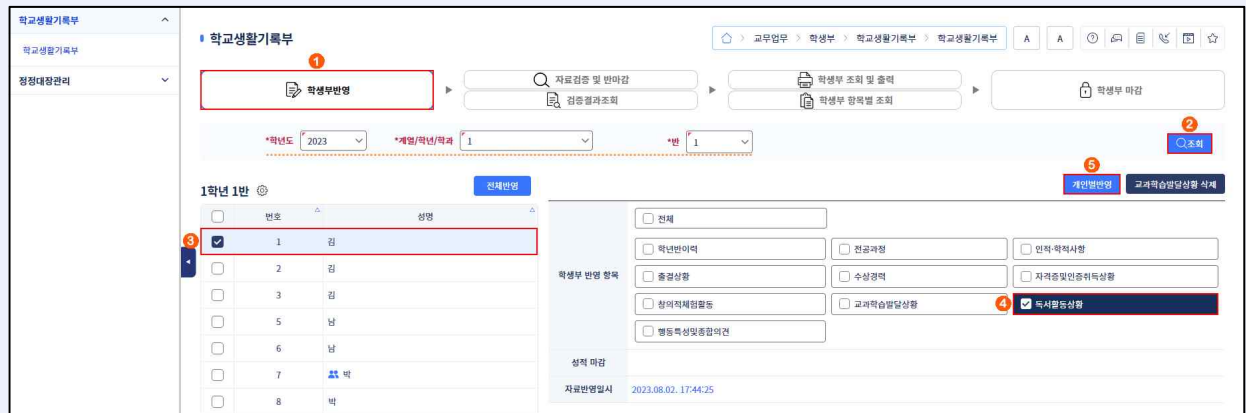 학교생활기록부
학교생활기록부
정정대장관리
학교생활기록부
교무업무 > 학생부 > 학교생활기록부 > 학교생활기록부
A A
1
학생부반영
자료검증 및 반마감
검증결과조회
학생부 조회 및 출력
학생부 항목별 조회
학생부 마감
*학년도 2023 *계열/학년/학과 1 *반 1
2
조회
1학년 1반
전체반영
5
개인별반영 교과학습발달상황 삭제
번호 성명
3
1 김
2 김
3 김
5 남
6 남
7 박
8 박
학생부 반영 항목
전체
학년반이력 전공과정 인적·학적사항
출결상황 수상경력 자격증및인증취득상황
창의적체험활동 교과학습발달상황 4 독서활동상황
행동특성및종합의견
성적 마감
자료반영일시 2023.08.02. 17:44:25